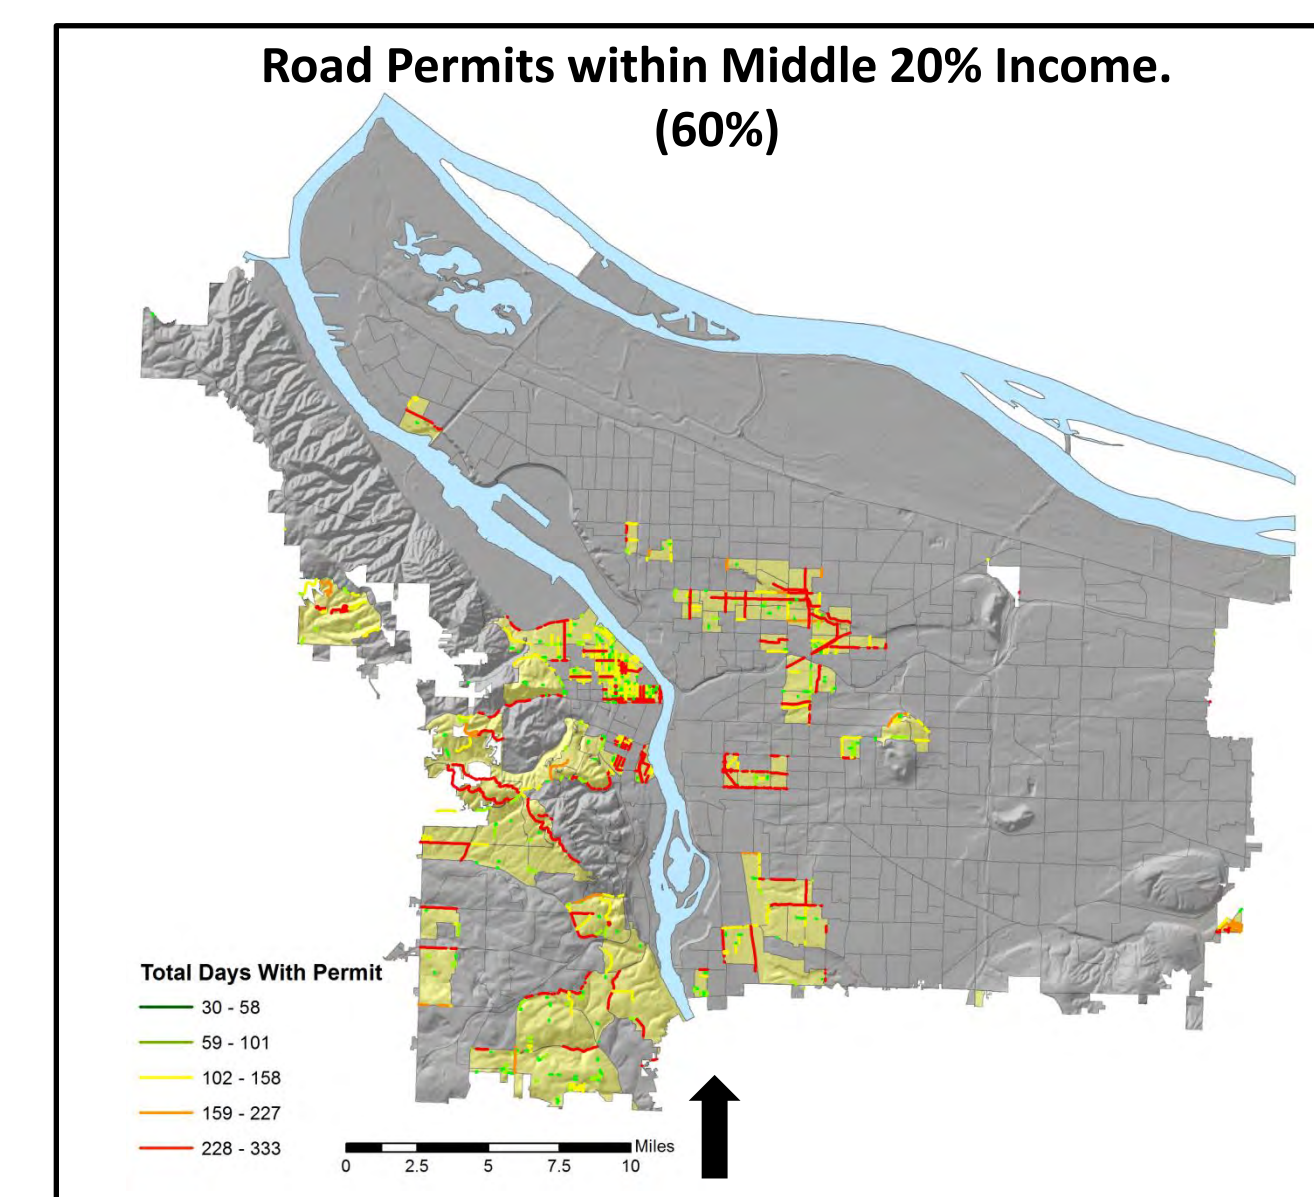 Road Permits within Middle 20% Income.
(60%)
Total Days With Permit
30 - 58
59 - 101
102 - 158
159 - 227
228 - 333
Miles
0 2.5 5 7.5 10